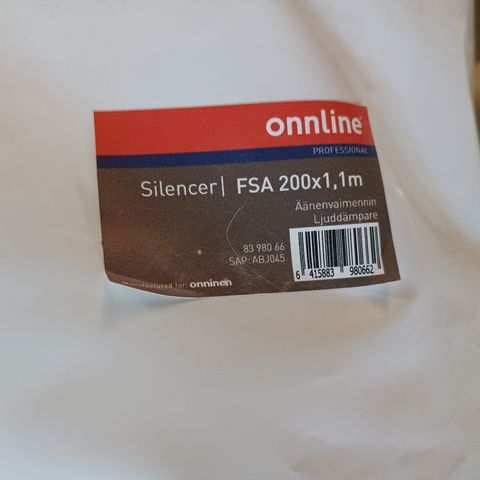 onnline
PROFESSIONAL
Silencer | FSA 200x1,1m
Äänenvaimennin
Ljuddämpare
83 980 66
SAP-ABJ045
6 415883 980662
Manufactured for: onninen